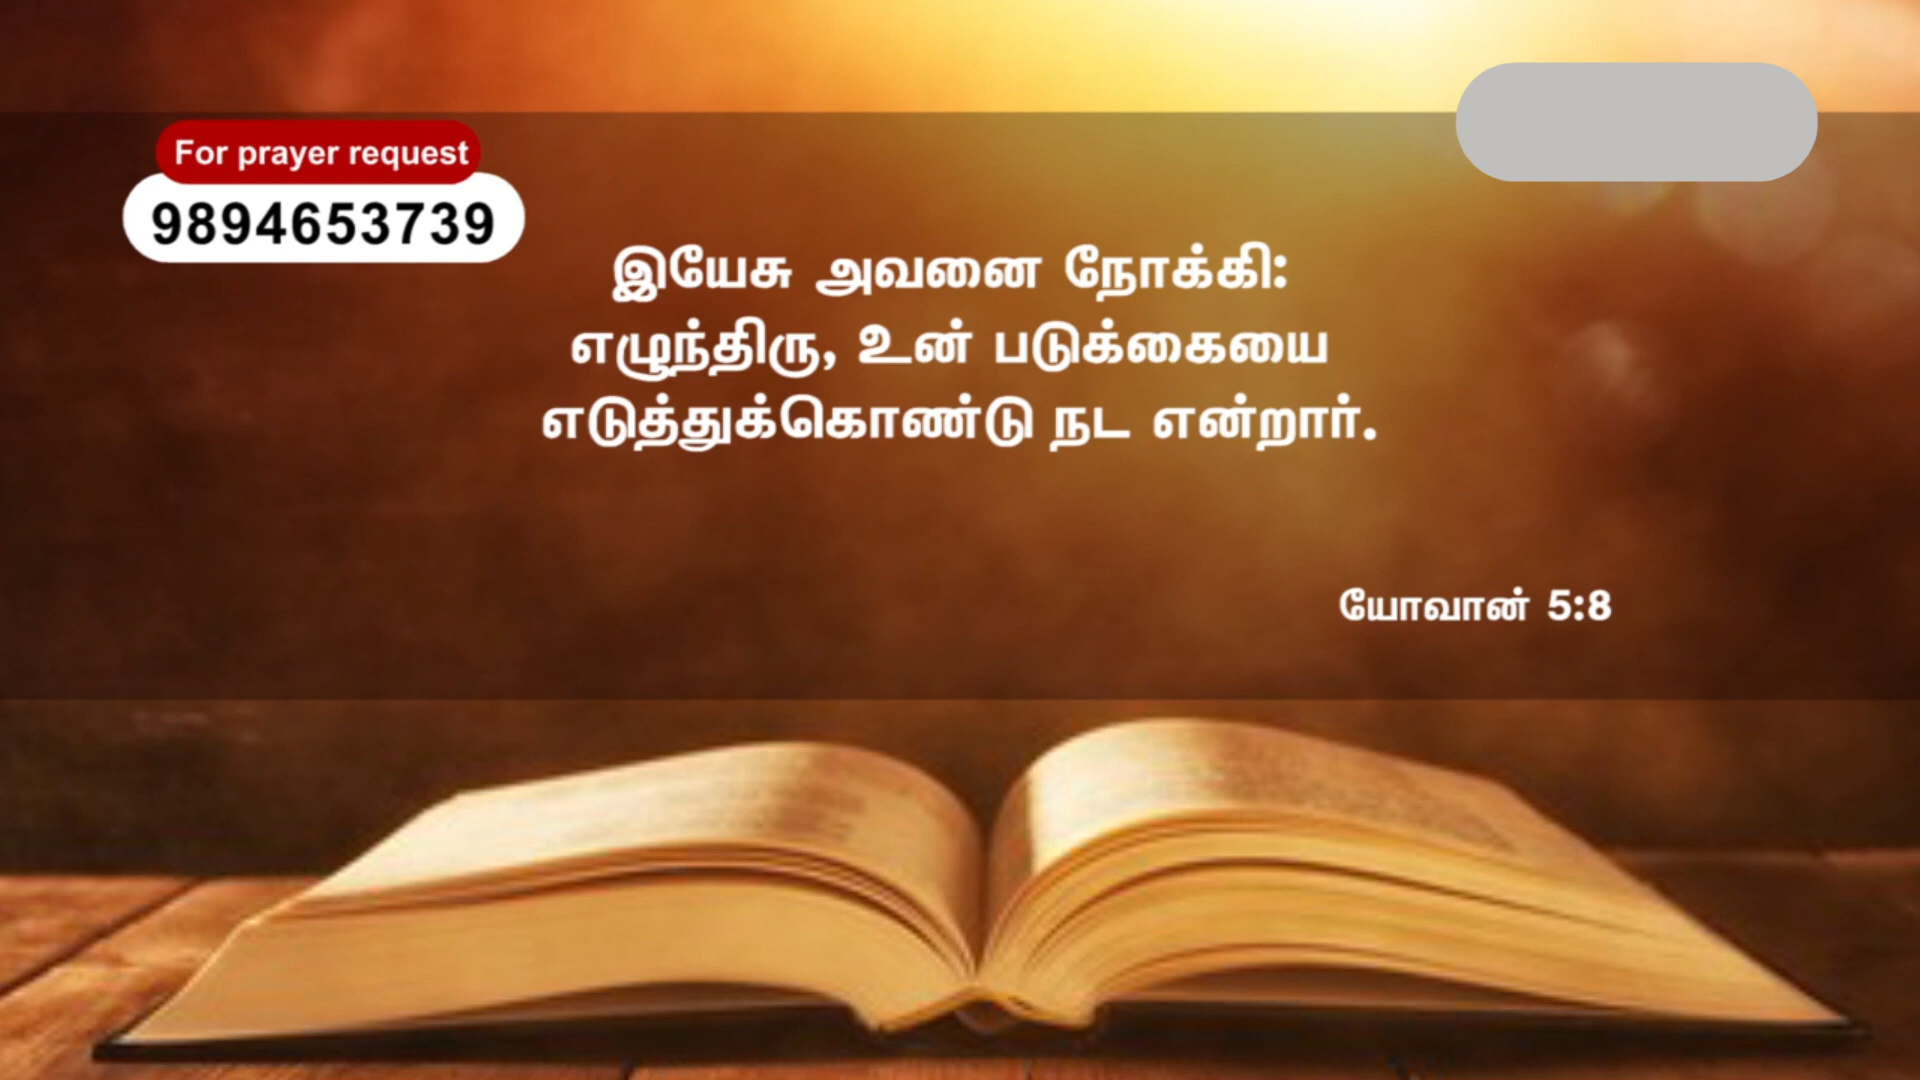 For prayer request
9894653739
இயேசு அவனை நோக்கி:
எழுந்திரு, உன் படுக்கையை
எடுத்துக்கொண்டு நட என்றார்.
யோவான் 5:8